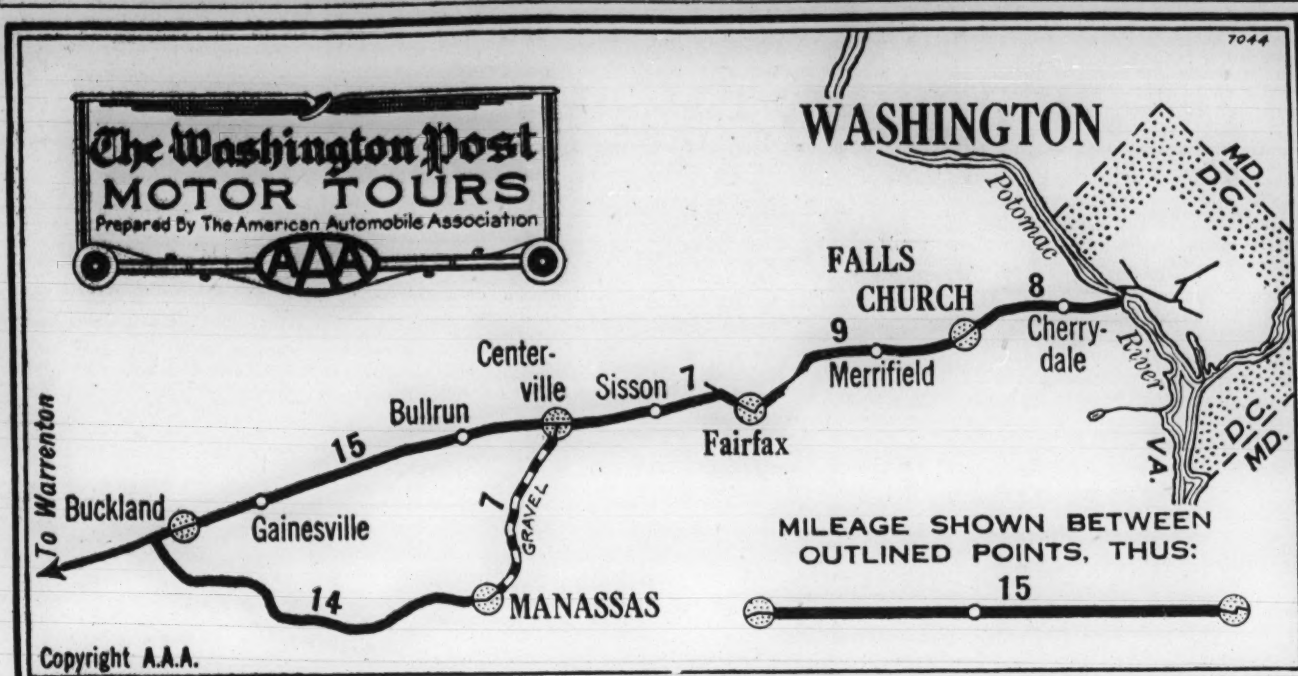 7044
The Washington Post
MOTOR TOURS
Prepared By The American Automobile Association
AAA
WASHINGTON
MD.
D.C.
Potomac
River
FALLS
CHURCH
8
Cherry-
dale
9
Merrifield
Center-
ville
Sisson
7
Fairfax
Bullrun
15
Buckland
Gainesville
To Warrenton
7
GRAVEL
14
MANASSAS
VA.
D.C.
MD.
MILEAGE SHOWN BETWEEN
OUTLINED POINTS, THUS:
15
Copyright A.A.A.